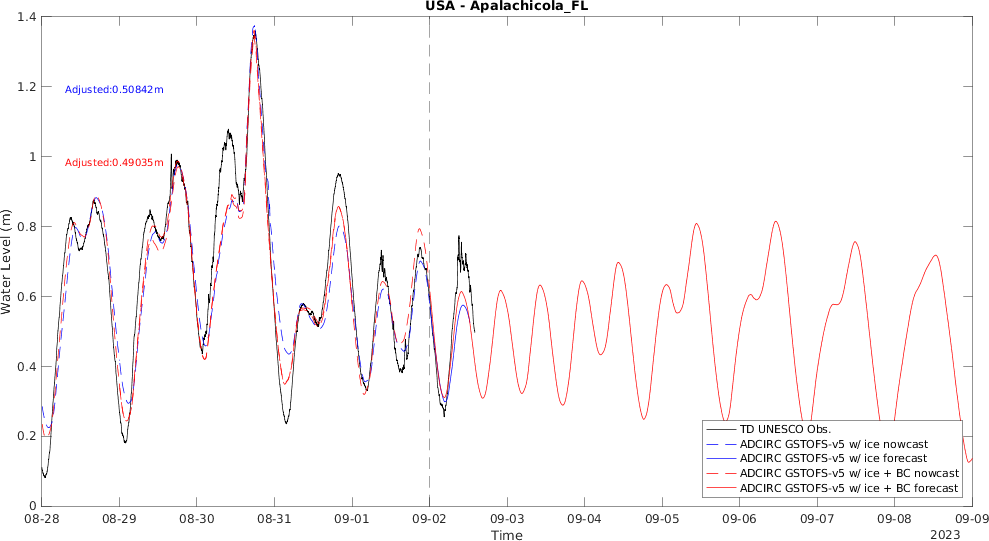 USA - Apalachicola_FL
1.4
1.2
1
0.8
0.6
0.4
0.2
0
Water Level (m)
Adjusted:0.50842m
Adjusted:0.49035m
TD UNESCO Obs.
ADCIRC GSTOFS-v5 w/ ice nowcast
ADCIRC GSTOFS-v5 w/ ice forecast
ADCIRC GSTOFS-v5 w/ ice + BC nowcast
ADCIRC GSTOFS-v5 w/ ice + BC forecast
08-28 08-29 08-30 08-31 09-01 09-02 09-03 09-04 09-05 09-06 09-07 09-08 09-09
Time
2023